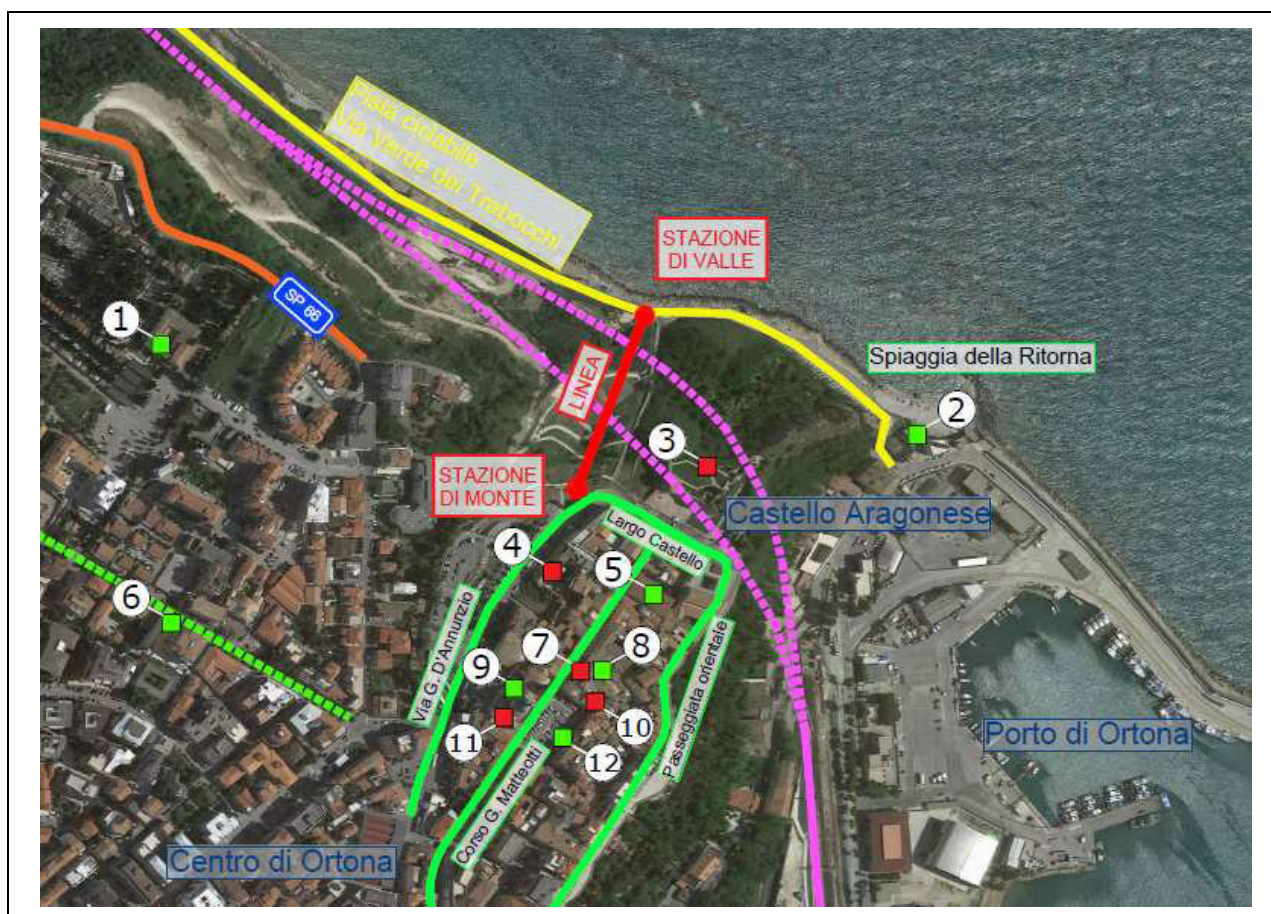 Pista ciclabile
Via Verde dei Trabocchi
STAZIONE
DI VALLE
SP 66
1
Spiaggia della Ritorna
LINEA
2
3
STAZIONE
DI MONTE
Castello Aragonese
Largo Castello
4
5
6
Via G. D'Annunzio
7
8
9
Passeggiata orientale
10
11
Porto di Ortona
12
Corso G. Matteotti
Centro di Ortona